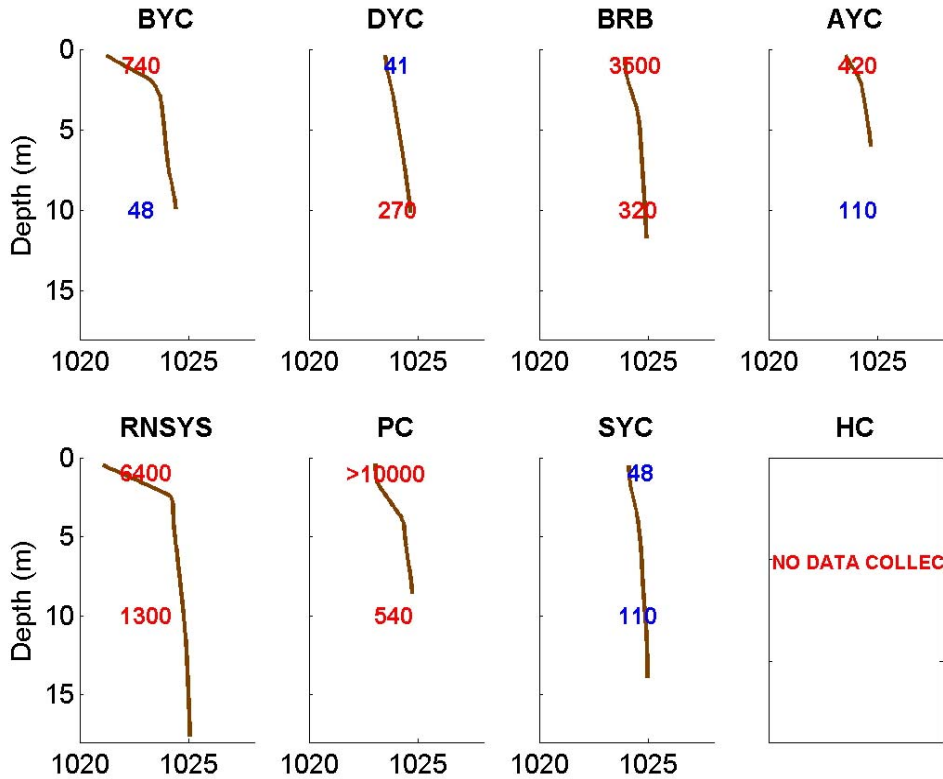 BYC DYC BRB AYC
0 740 41 3500 420
5
10 48 270 320 110
15
1020 1025 1020 1025 1020 1025 1020 1025
Depth (m)
RNSYS PC SYC HC
0 6400 >10000 48
5 NO DATA COLLEC
10 1300 540 110
15
1020 1025 1020 1025 1020 1025 1020 1025
Depth (m)